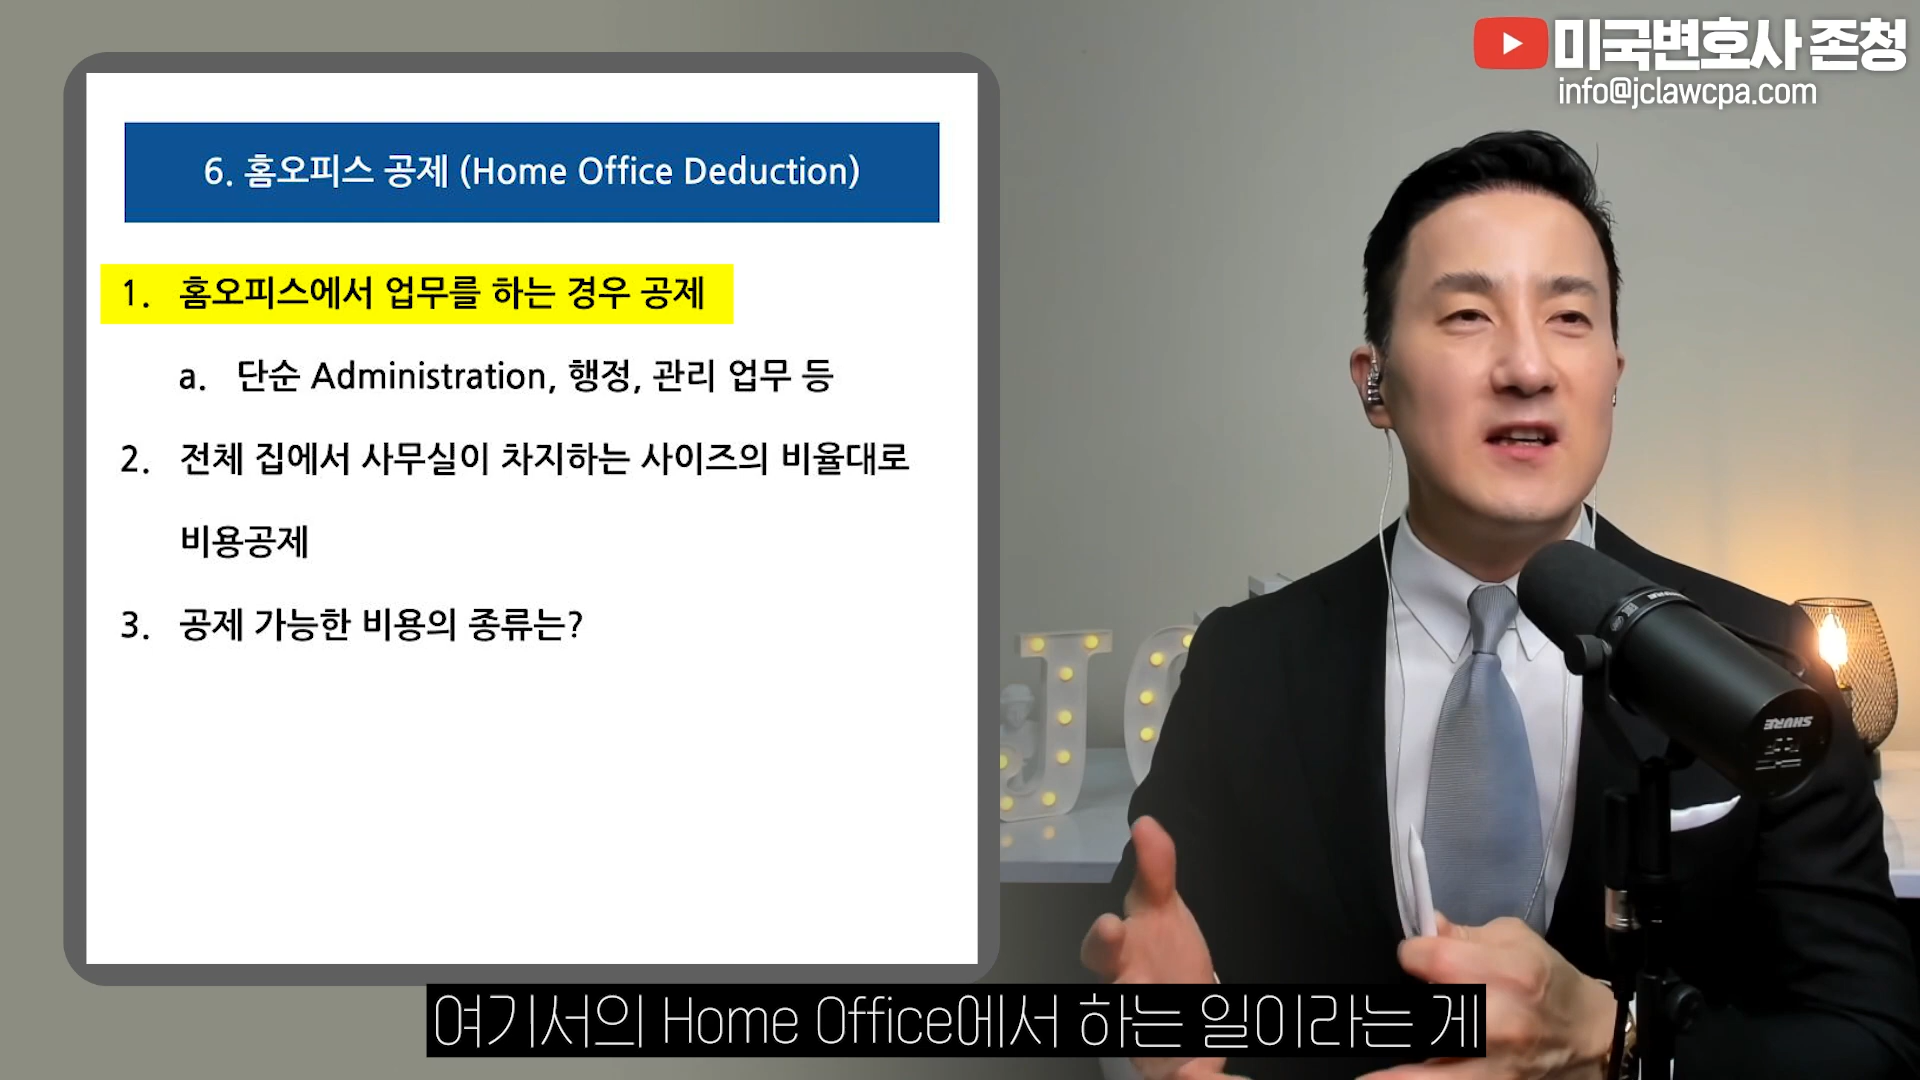 미국변호사 존청
info@jclawcpa.com
6. 홈오피스 공제 (Home Office Deduction)
1. 홈오피스에서 업무를 하는 경우 공제
a. 단순 Administration, 행정, 관리 업무 등
2. 전체 집에서 사무실이 차지하는 사이즈의 비율대로
비용공제
3. 공제 가능한 비용의 종류는?
JC
SHURE
SHURE
여기서의 Home Office에서 하는 일이라는 게